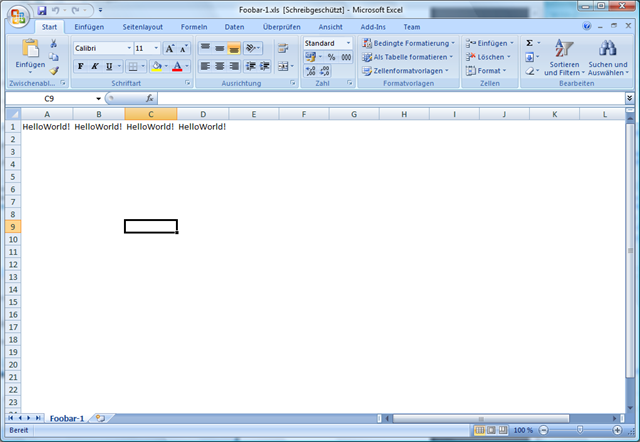 Foobar-1.xls [Schreibgeschützt] - Microsoft Excel
Start Einfügen Seitenlayout Formeln Daten Überprüfen Ansicht Add-Ins Team
Calibri 11 Standard Bedingte Formatierung Einfügen Σ
Einfügen Als Tabelle formatieren Löschen Sortieren und Filtern Suchen und Auswählen
F K U A % 000 Zellenformatvorlagen Format
Zwischenabl... Schriftart Ausrichtung Zahl Formatvorlagen Zellen Bearbeiten
C9 fx
A B C D E F G H I J K L
1 HelloWorld! HelloWorld! HelloWorld! HelloWorld!
2
3
4
5
6
7
8
9
10
11
12
13
14
15
16
17
18
19
20
21
22
23
Foobar-1
Bereit 100 %